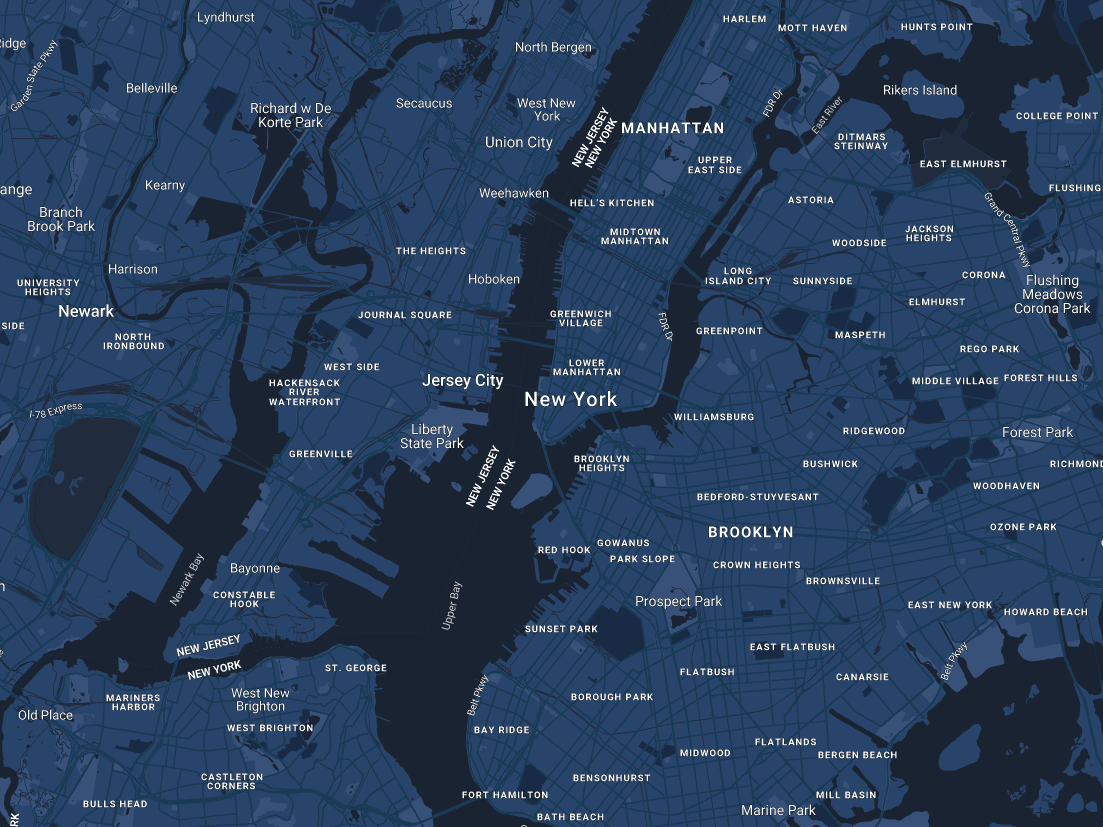 Lyndhurst
HARLEM
MOTT HAVEN
HUNTS POINT
idge
North Bergen
Garden State Pkwy
Belleville
Richard w De
Korte Park
Secaucus
West New
York
Union City
NEW JERSEY
NEW YORK
MANHATTAN
FDR Dr
East River
Rikers Island
COLLEGE POINT
DITMARS
STEINWAY
UPPER
EAST SIDE
EAST ELMHURST
ange
Kearny
Weehawken
HELL'S KITCHEN
ASTORIA
FLUSHING
Branch
Brook Park
MIDTOWN
MANHATTAN
WOODSIDE
JACKSON
HEIGHTS
Grand Central Pkwy
THE HEIGHTS
Harrison
Hoboken
LONG
ISLAND CITY
SUNNYSIDE
CORONA
UNIVERSITY
HEIGHTS
Flushing
Meadows
Corona Park
Newark
SIDE
JOURNAL SQUARE
GREENWICH
VILLAGE
FDR Dr
GREENPOINT
ELMHURST
NORTH
IRONBOUND
MASPETH
REGO PARK
WEST SIDE
LOWER
MANHATTAN
HACKENSACK
RIVER
WATERFRONT
Jersey City
New York
MIDDLE VILLAGE
FOREST HILLS
I-78 Express
Liberty
State Park
WILLIAMSBURG
RIDGEWOOD
Forest Park
GREENVILLE
NEW JERSEY
NEW YORK
BROOKLYN
HEIGHTS
BUSHWICK
RICHMOND
BEDFORD-STUYVESANT
WOODHAVEN
BROOKLYN
OZONE PARK
RED HOOK
GOWANUS
PARK SLOPE
CROWN HEIGHTS
Newark Bay
Bayonne
CONSTABLE
HOOK
Upper Bay
BROWNSVILLE
Prospect Park
EAST NEW YORK
HOWARD BEACH
SUNSET PARK
NEW JERSEY
NEW YORK
EAST FLATBUSH
Belt Pkwy
ST. GEORGE
FLATBUSH
CANARSIE
MARINERS
HARBOR
West New
Brighton
Belt Pkwy
BOROUGH PARK
Old Place
WEST BRIGHTON
BAY RIDGE
FLATLANDS
MIDWOOD
BERGEN BEACH
CASTLETON
CORNERS
BENSONHURST
BULLS HEAD
FORT HAMILTON
MILL BASIN
Marine Park
BATH BEACH
RK